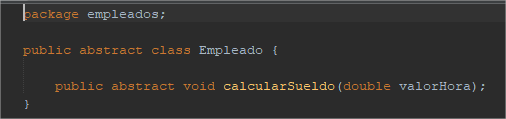 package empleados;
public abstract class Empleado {
public abstract void calcularSueldo(double valorHora);
}